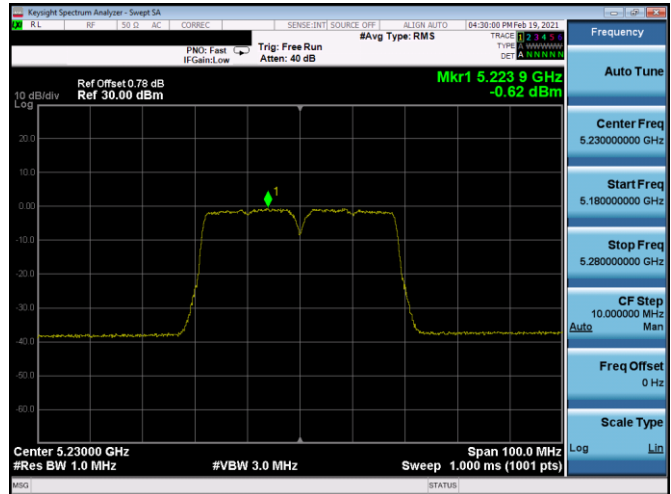 Keysight Spectrum Analyzer - Swept SA
RL RF 50 Ω AC CORREC SENSE:INT SOURCE OFF ALIGN AUTO 04:30:00 PM Feb 19, 2021
#Avg Type: RMS
TRACE 1 2 3 4 5 6
PNO: Fast Trig: Free Run TYPE A WWWWW
IFGain:Low Atten: 40 dB DET A N N N N N
Mkr1 5.223 9 GHz
-0.62 dBm
Ref Offset 0.78 dB
10 dB/div Ref 30.00 dBm
Log
20.0
10.0
0.00
-10.0
-20.0
-30.0
-40.0
-50.0
-60.0
1
Center 5.23000 GHz Span 100.0 MHz
#Res BW 1.0 MHz #VBW 3.0 MHz Sweep 1.000 ms (1001 pts)
MSG STATUS
Frequency
Auto Tune
Center Freq
5.230000000 GHz
Start Freq
5.180000000 GHz
Stop Freq
5.280000000 GHz
CF Step
10.000000 MHz
Auto Man
Freq Offset
0 Hz
Scale Type
Log Lin